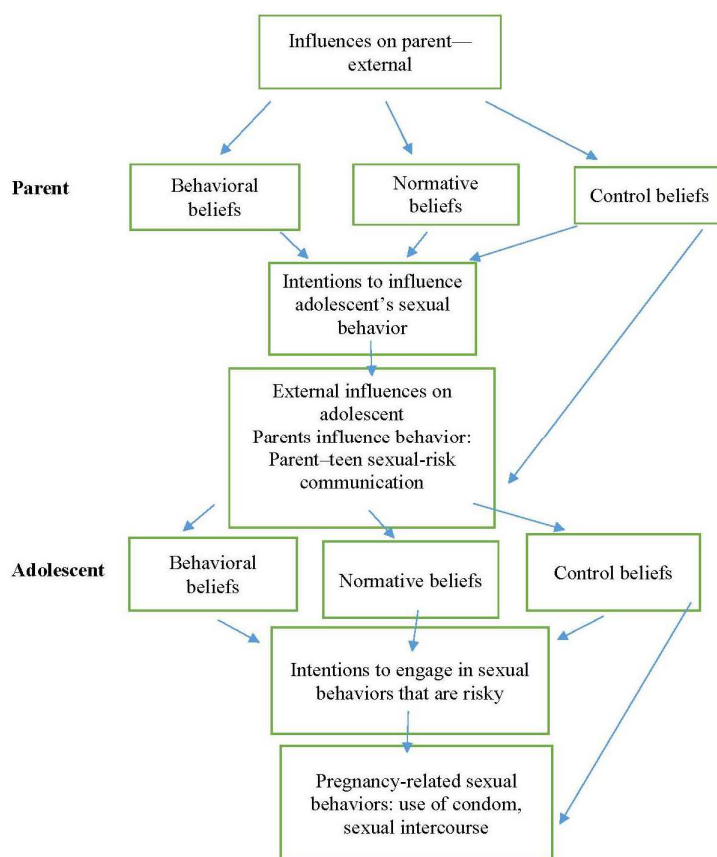 Influences on parent—
external
Parent
Behavioral
beliefs
Normative
beliefs
Control beliefs
Intentions to influence
adolescent’s sexual
behavior
External influences on
adolescent
Parents influence behavior:
Parent–teen sexual-risk
communication
Adolescent
Behavioral
beliefs
Normative beliefs
Control beliefs
Intentions to engage in sexual
behaviors that are risky
Pregnancy-related sexual
behaviors: use of condom,
sexual intercourse